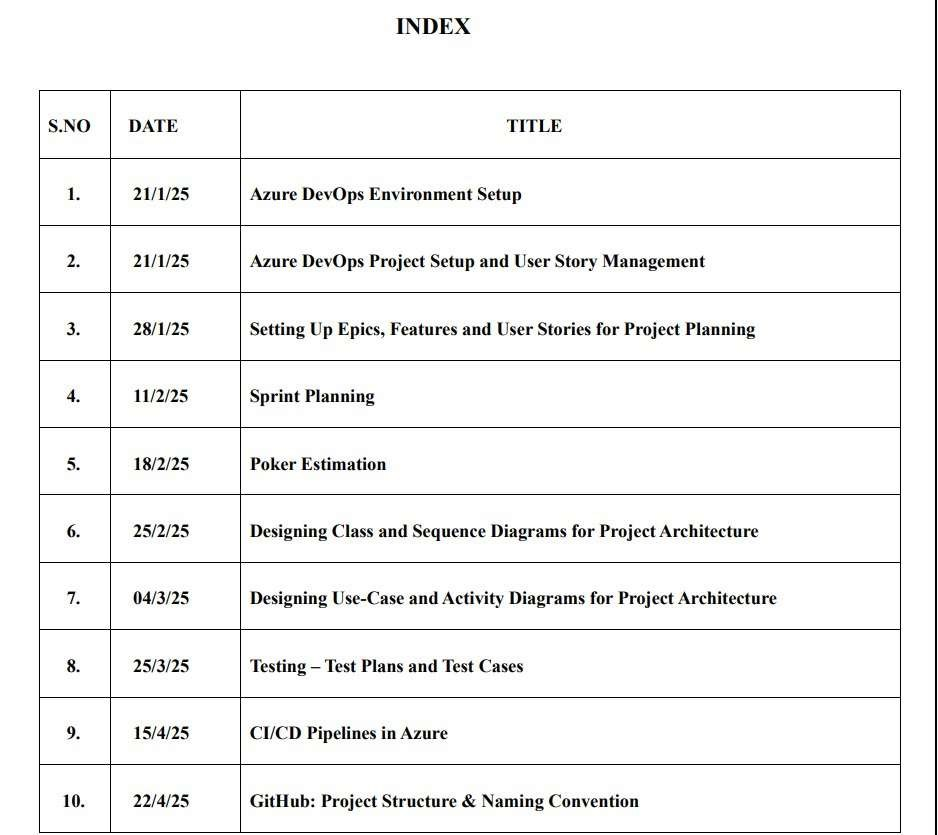 INDEX
S.NO DATE TITLE
1. 21/1/25 Azure DevOps Environment Setup
2. 21/1/25 Azure DevOps Project Setup and User Story Management
3. 28/1/25 Setting Up Epics, Features and User Stories for Project Planning
4. 11/2/25 Sprint Planning
5. 18/2/25 Poker Estimation
6. 25/2/25 Designing Class and Sequence Diagrams for Project Architecture
7. 04/3/25 Designing Use-Case and Activity Diagrams for Project Architecture
8. 25/3/25 Testing – Test Plans and Test Cases
9. 15/4/25 CI/CD Pipelines in Azure
10. 22/4/25 GitHub: Project Structure & Naming Convention